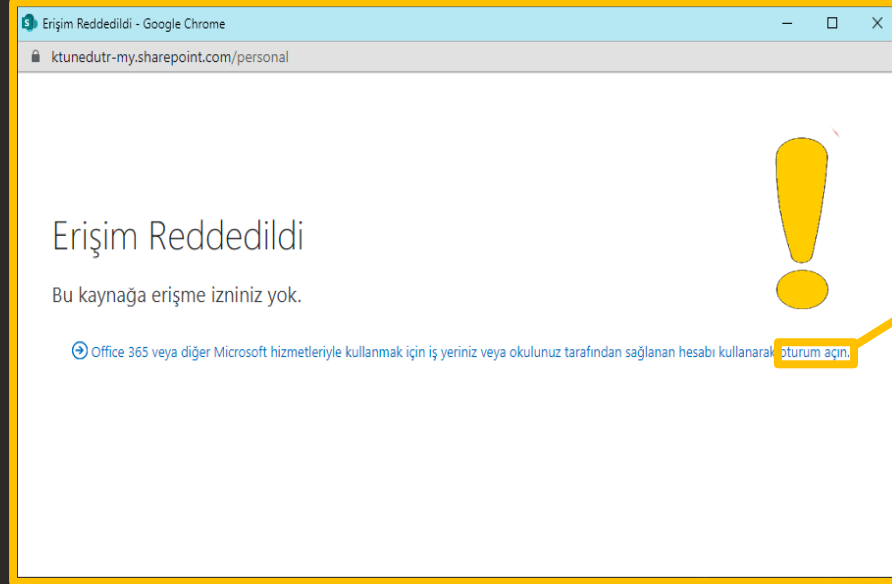 Erişim Reddedildi - Google Chrome
ktunedutr-my.sharepoint.com/personal
Erişim Reddedildi
Bu kaynağa erişme izniniz yok.
Office 365 veya diğer Microsoft hizmetleriyle kullanmak için iş yeriniz veya okulunuz tarafından sağlanan hesabı kullanarak oturum açın.